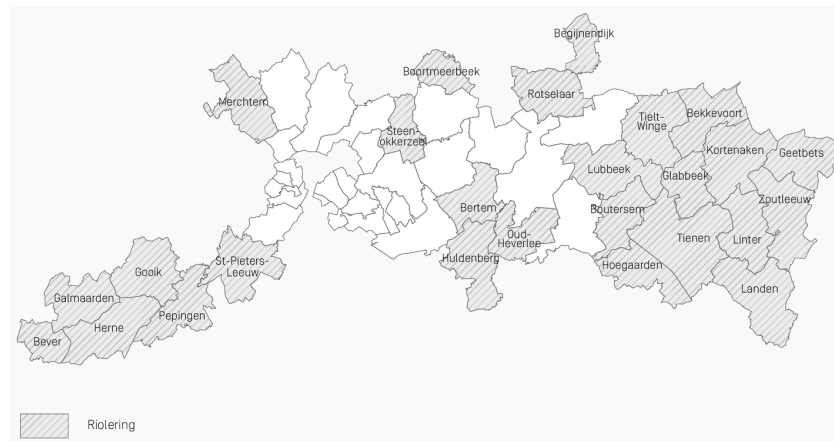 Begijnendijk
Boortmeerbeek
Rotselaar
Merchtem
Steen-
okkerzeel
Tielt-
Winge
Bekkevoort
Kortenaken
Geetbets
Lubbeek
Glabbeek
Zoutleeuw
Bertem
Boutersem
Oud-
Heverlee
Tienen
Linter
Huldenberg
Hoegaarden
St-Pieters-
Leeuw
Gooik
Landen
Galmaarden
Pepingen
Herne
Bever
Riolering